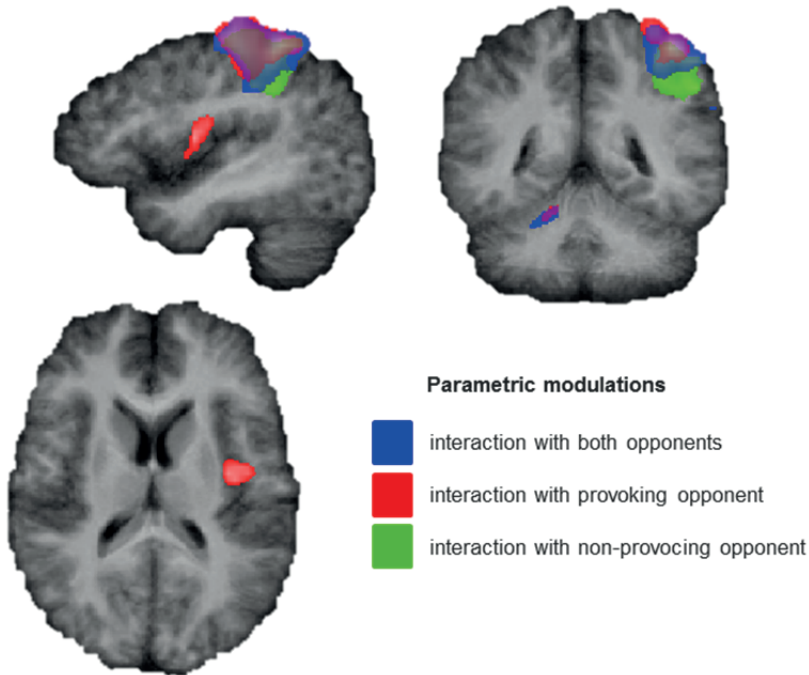 Parametric modulations
interaction with both opponents
interaction with provoking opponent
interaction with non-provocing opponent